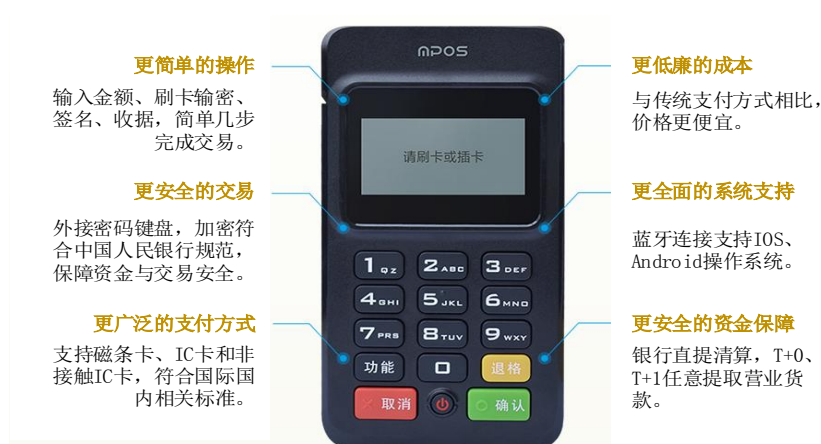 mPOS
更简单的操作
输入金额、刷卡输密、
签名、收据，简单几步
完成交易。
更安全的交易
外接密码键盘，加密符
合中国人民银行规范，
保障资金与交易安全。
更广泛的支付方式
支持磁条卡、IC卡和非
接触IC卡，符合国际国
内相关标准。
请刷卡或插卡
1 QZ 2 ABC 3 DEF
4 GHI 5 JKL 6 MNO
7 PRS 8 TUV 9 WXY
功能 0 退格
取消 确认
更低廉的成本
与传统支付方式相比，
价格更便宜。
更全面的系统支持
蓝牙连接支持IOS、
Android操作系统。
更安全的资金保障
银行直提清算，T+0、
T+1任意提取营业货
款。